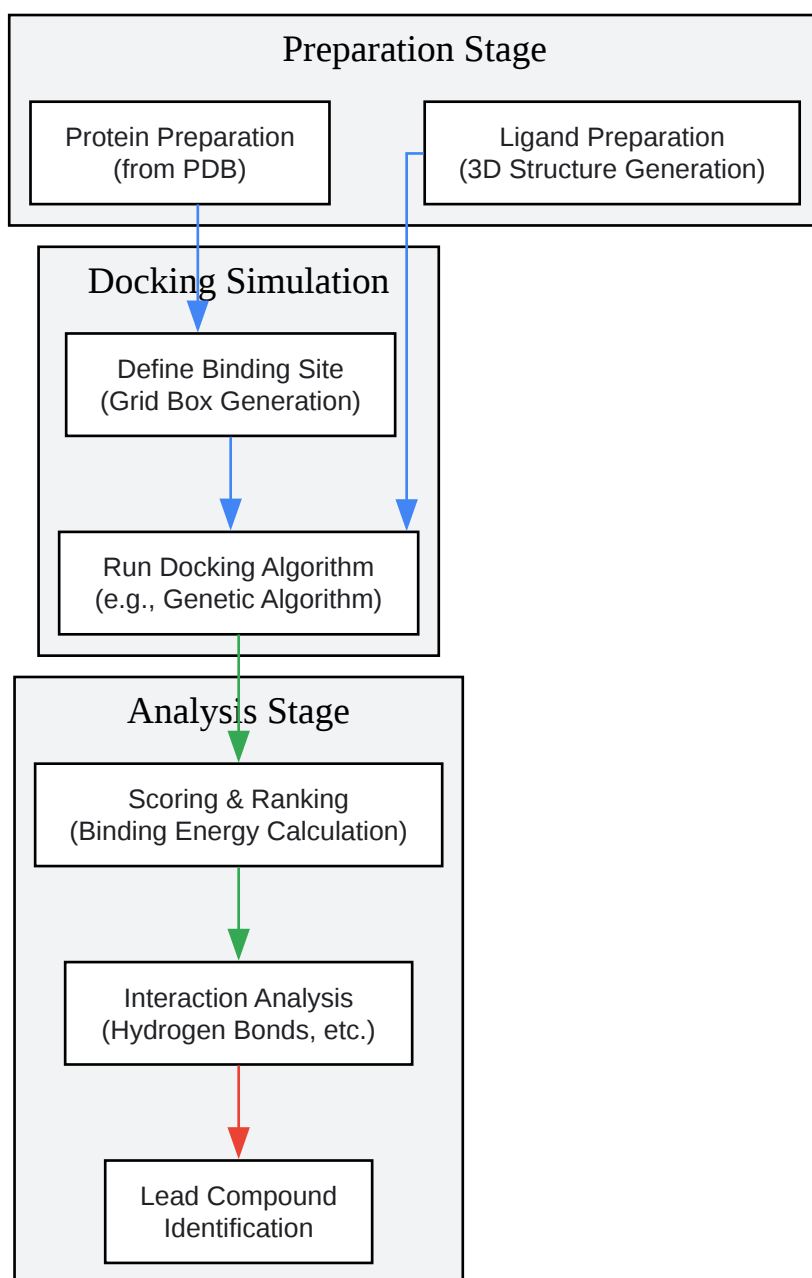 Preparation Stage
Protein Preparation
(from PDB)
Ligand Preparation
(3D Structure Generation)
Docking Simulation
Define Binding Site
(Grid Box Generation)
Run Docking Algorithm
(e.g., Genetic Algorithm)
Analysis Stage
Scoring & Ranking
(Binding Energy Calculation)
Interaction Analysis
(Hydrogen Bonds, etc.)
Lead Compound
Identification